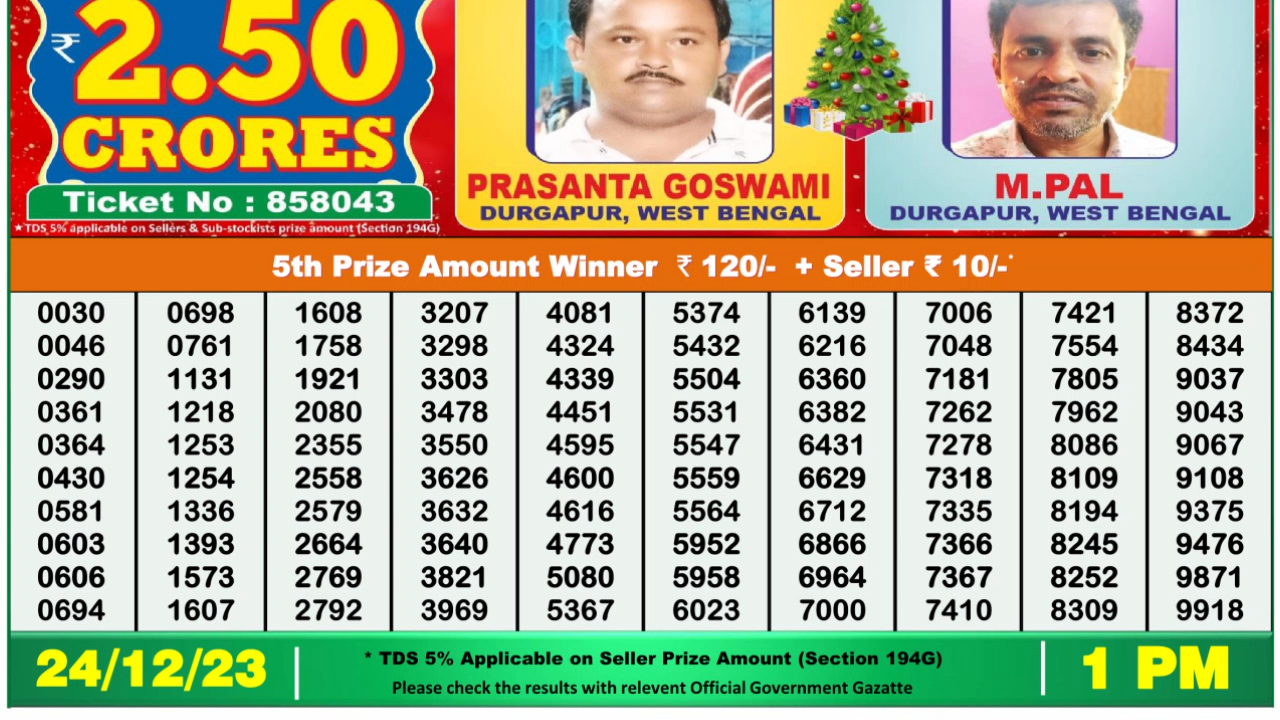 ₹ 2.50
CRORES
Ticket No : 858043
★TDS 5% applicable on Sellers & Sub-stockists prize amount (Section 194G)
PRASANTA GOSWAMI
DURGAPUR, WEST BENGAL
M.PAL
DURGAPUR, WEST BENGAL
5th Prize Amount Winner ₹ 120/- + Seller ₹ 10/-*
0030 0698 1608 3207 4081 5374 6139 7006 7421 8372
0046 0761 1758 3298 4324 5432 6216 7048 7554 8434
0290 1131 1921 3303 4339 5504 6360 7181 7805 9037
0361 1218 2080 3478 4451 5531 6382 7262 7962 9043
0364 1253 2355 3550 4595 5547 6431 7278 8086 9067
0430 1254 2558 3626 4600 5559 6629 7318 8109 9108
0581 1336 2579 3632 4616 5564 6712 7335 8194 9375
0603 1393 2664 3640 4773 5952 6866 7366 8245 9476
0606 1573 2769 3821 5080 5958 6964 7367 8252 9871
0694 1607 2792 3969 5367 6023 7000 7410 8309 9918
24/12/23
* TDS 5% Applicable on Seller Prize Amount (Section 194G)
Please check the results with relevent Official Government Gazatte
1 PM